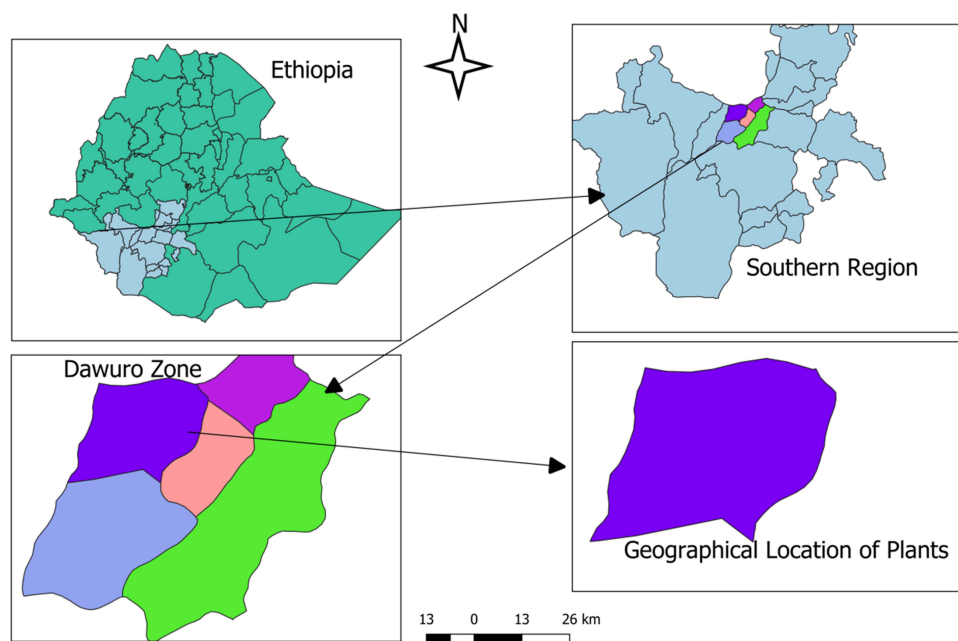 N
Ethiopia
Southern Region
Dawuro Zone
Geographical Location of Plants
13 0 13 26 km